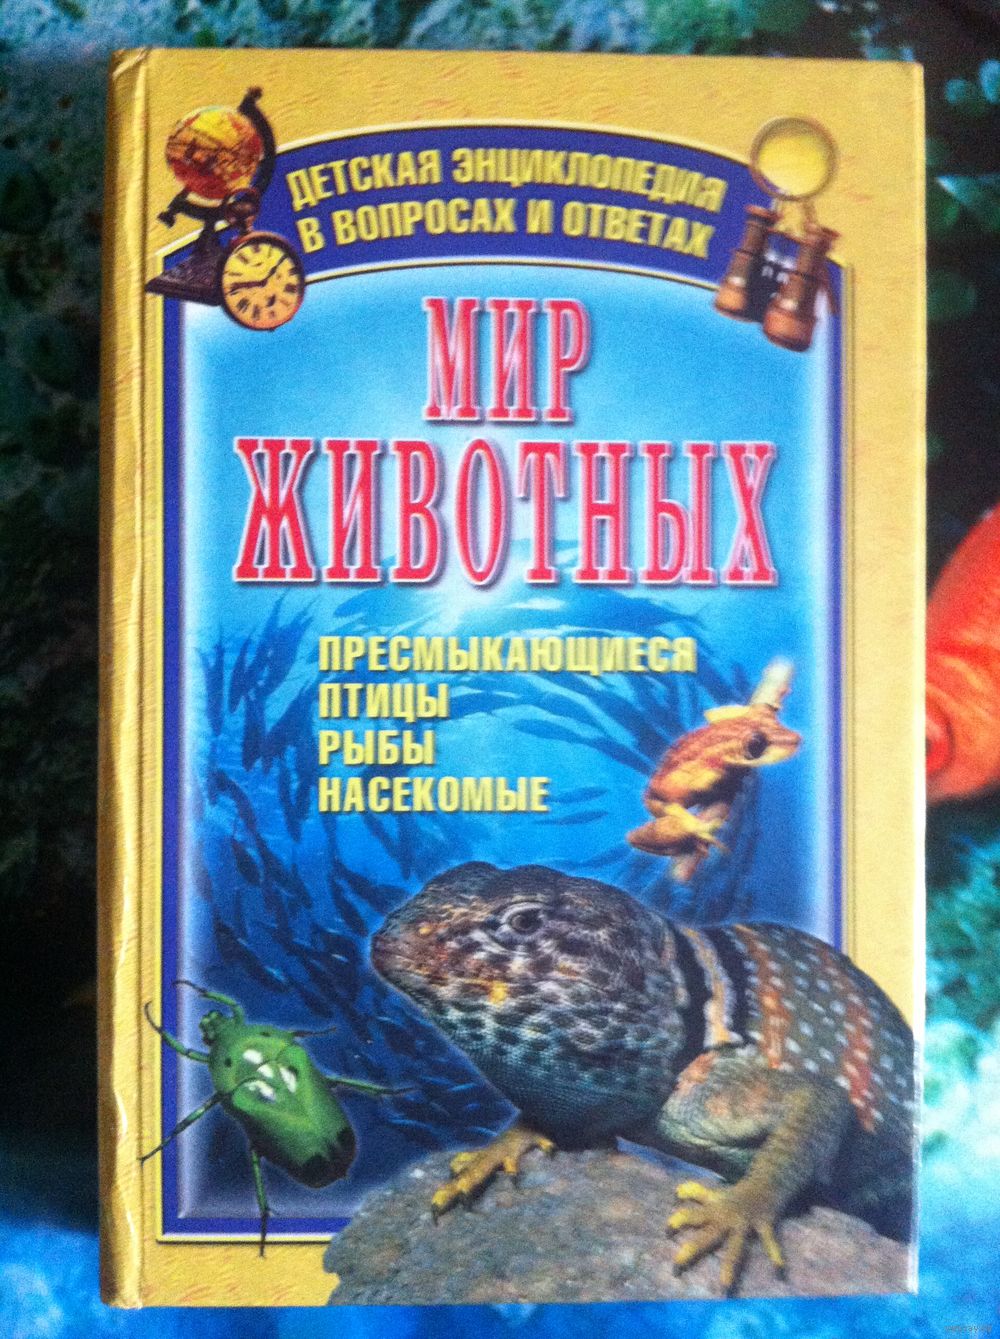 ДЕТСКАЯ ЭНЦИКЛОПЕДИЯ
В ВОПРОСАХ И ОТВЕТАХ
МИР
ЖИВОТНЫХ
ПРЕСМЫКАЮЩИЕСЯ
ПТИЦЫ
РЫБЫ
НАСЕКОМЫЕ